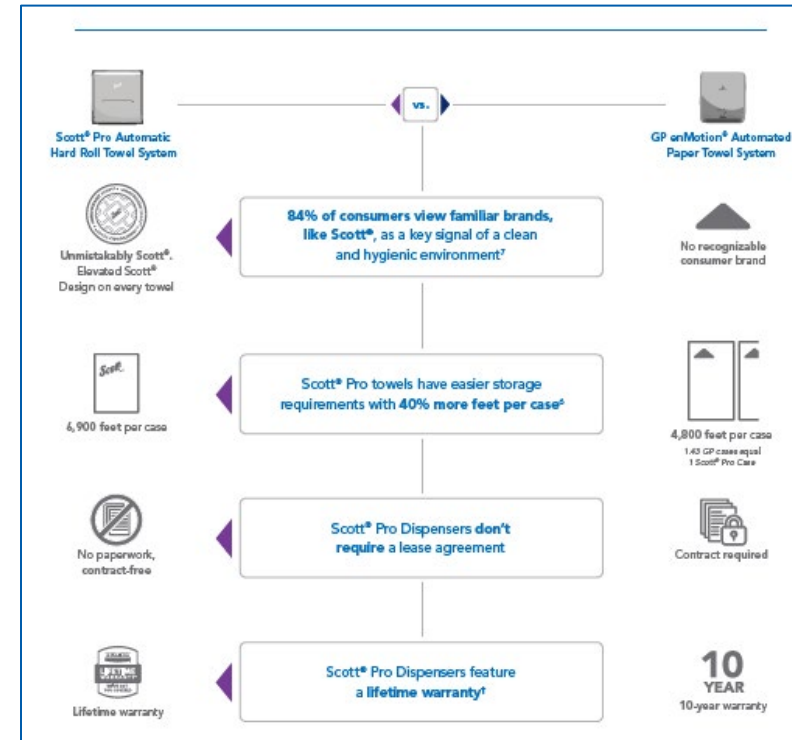 vs.
Scott® Pro Automatic
Hard Roll Towel System
GP enMotion® Automated
Paper Towel System
Unmistakably Scott®.
Elevated Scott®
Design on every towel
84% of consumers view familiar brands,
like Scott®, as a key signal of a clean
and hygienic environment⁷
No recognizable
consumer brand
Scott
6,900 feet per case
Scott® Pro towels have easier storage
requirements with 40% more feet per case⁶
4,800 feet per case
1.43 GP cases equal
1 Scott® Pro Case
No paperwork,
contract-free
Scott® Pro Dispensers don't
require a lease agreement
Contract required
LIFETIME
WARRANTY
Lifetime warranty
Scott® Pro Dispensers feature
a lifetime warranty†
10
YEAR
10-year warranty